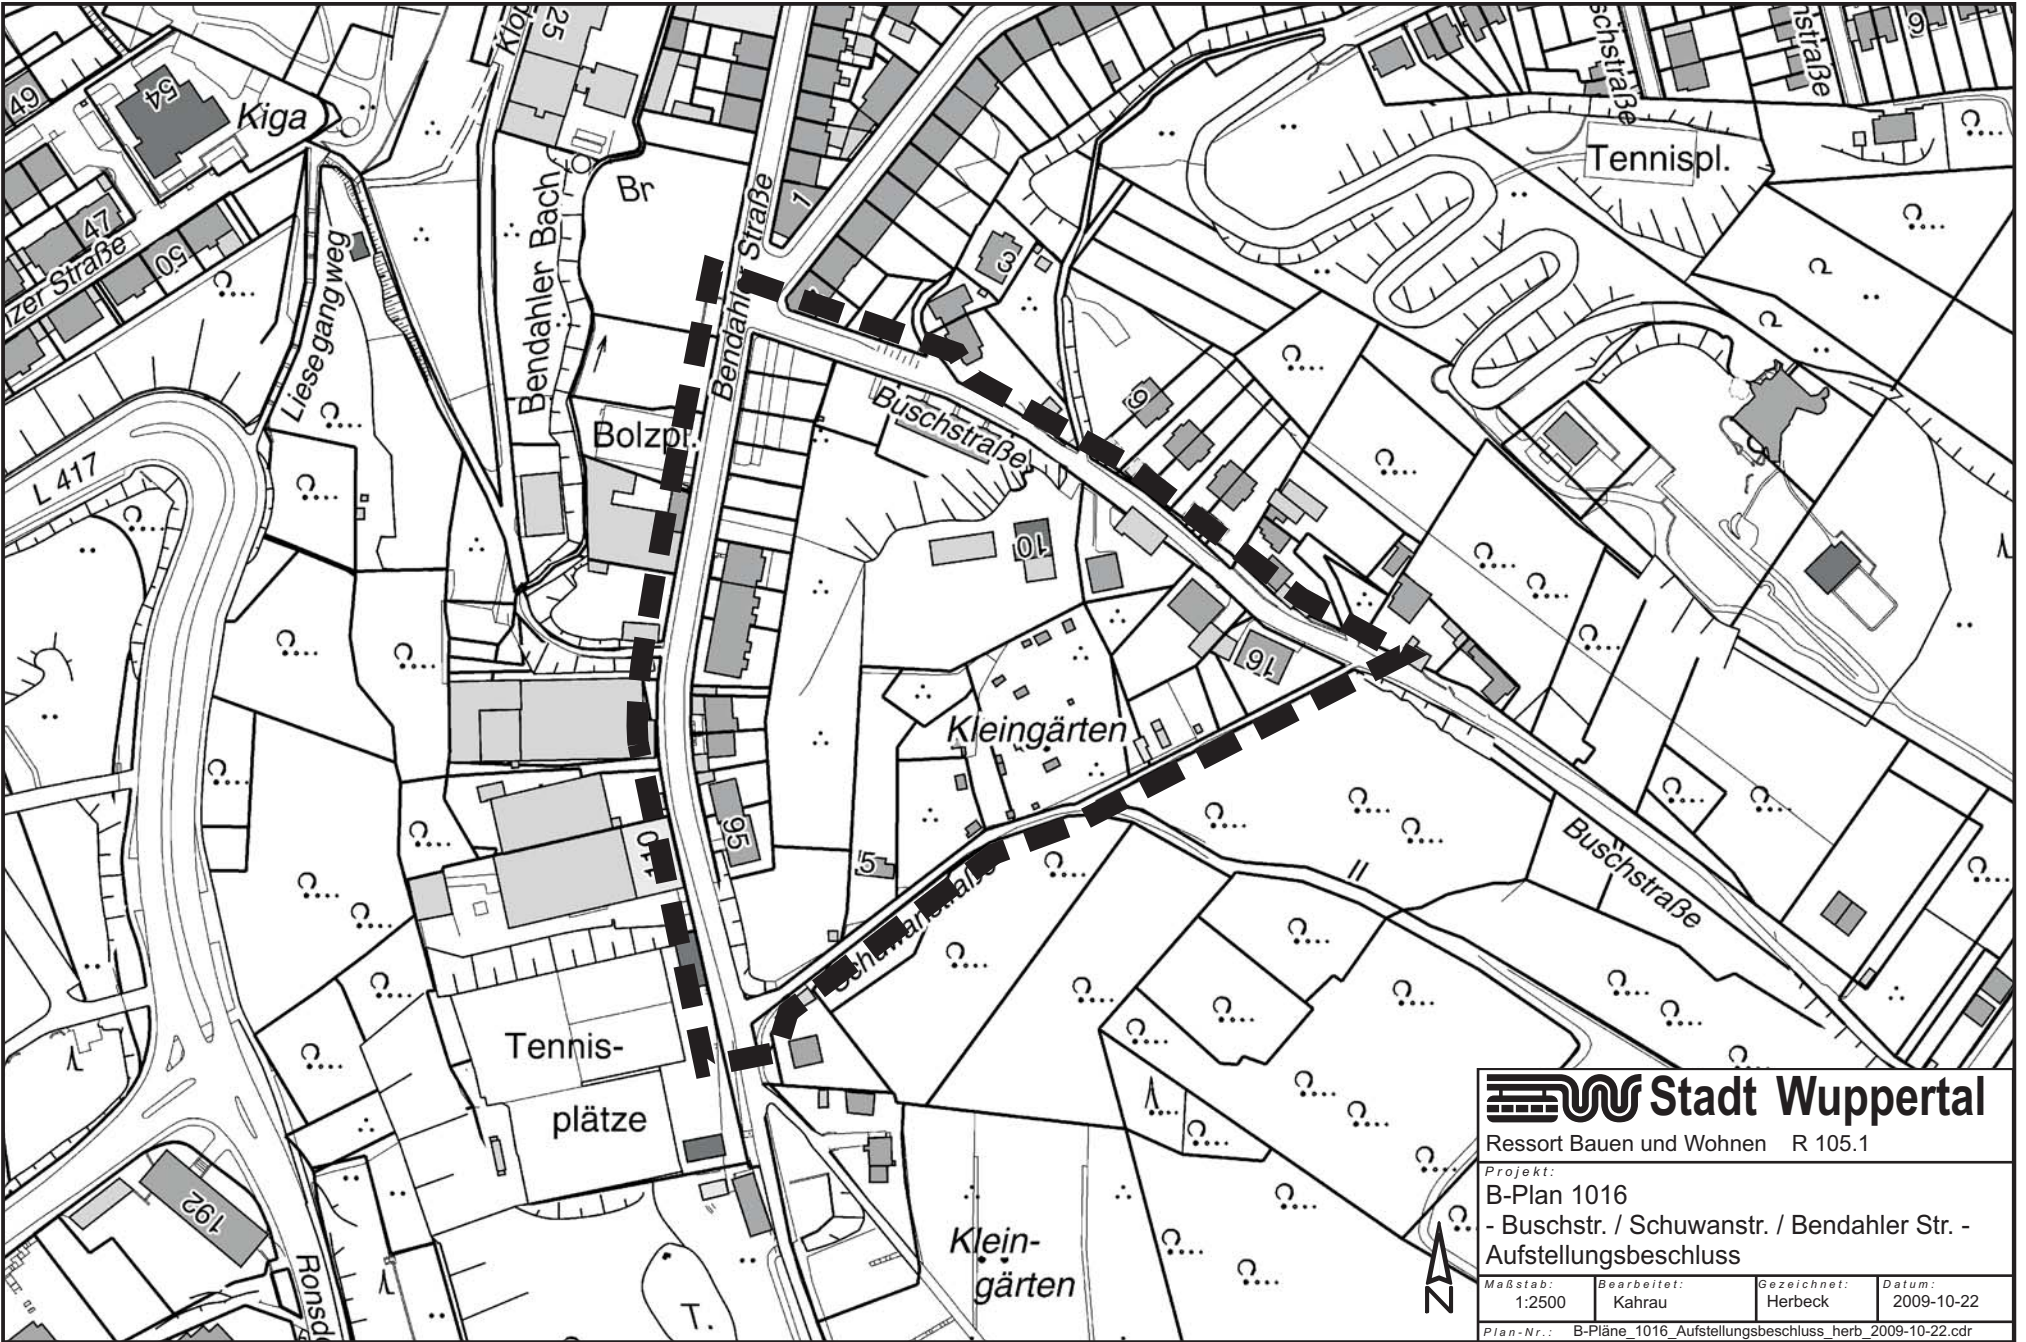 25
49
54
Kiga
47
50
nzer Straße
Liesegangweg
L 417
Bendahler Bach
Br
Bendahler Straße
1
3
9
Bolzpl.
Buschstraße
Tennispl.
10
16
Kleingärten
95
5
110
Schuwanstraße
Buschstraße
Tennis-
plätze
192
Klein-
gärten
T.
Stadt Wuppertal
Ressort Bauen und Wohnen R 105.1
Projekt:
B-Plan 1016
- Buschstr. / Schuwanstr. / Bendahler Str. -
Aufstellungsbeschluss
Maßstab: Bearbeitet: Gezeichnet: Datum:
1:2500 Kahrau Herbeck 2009-10-22
Plan-Nr.: B-Pläne_1016_Aufstellungsbeschluss_herb_2009-10-22.cdr
N